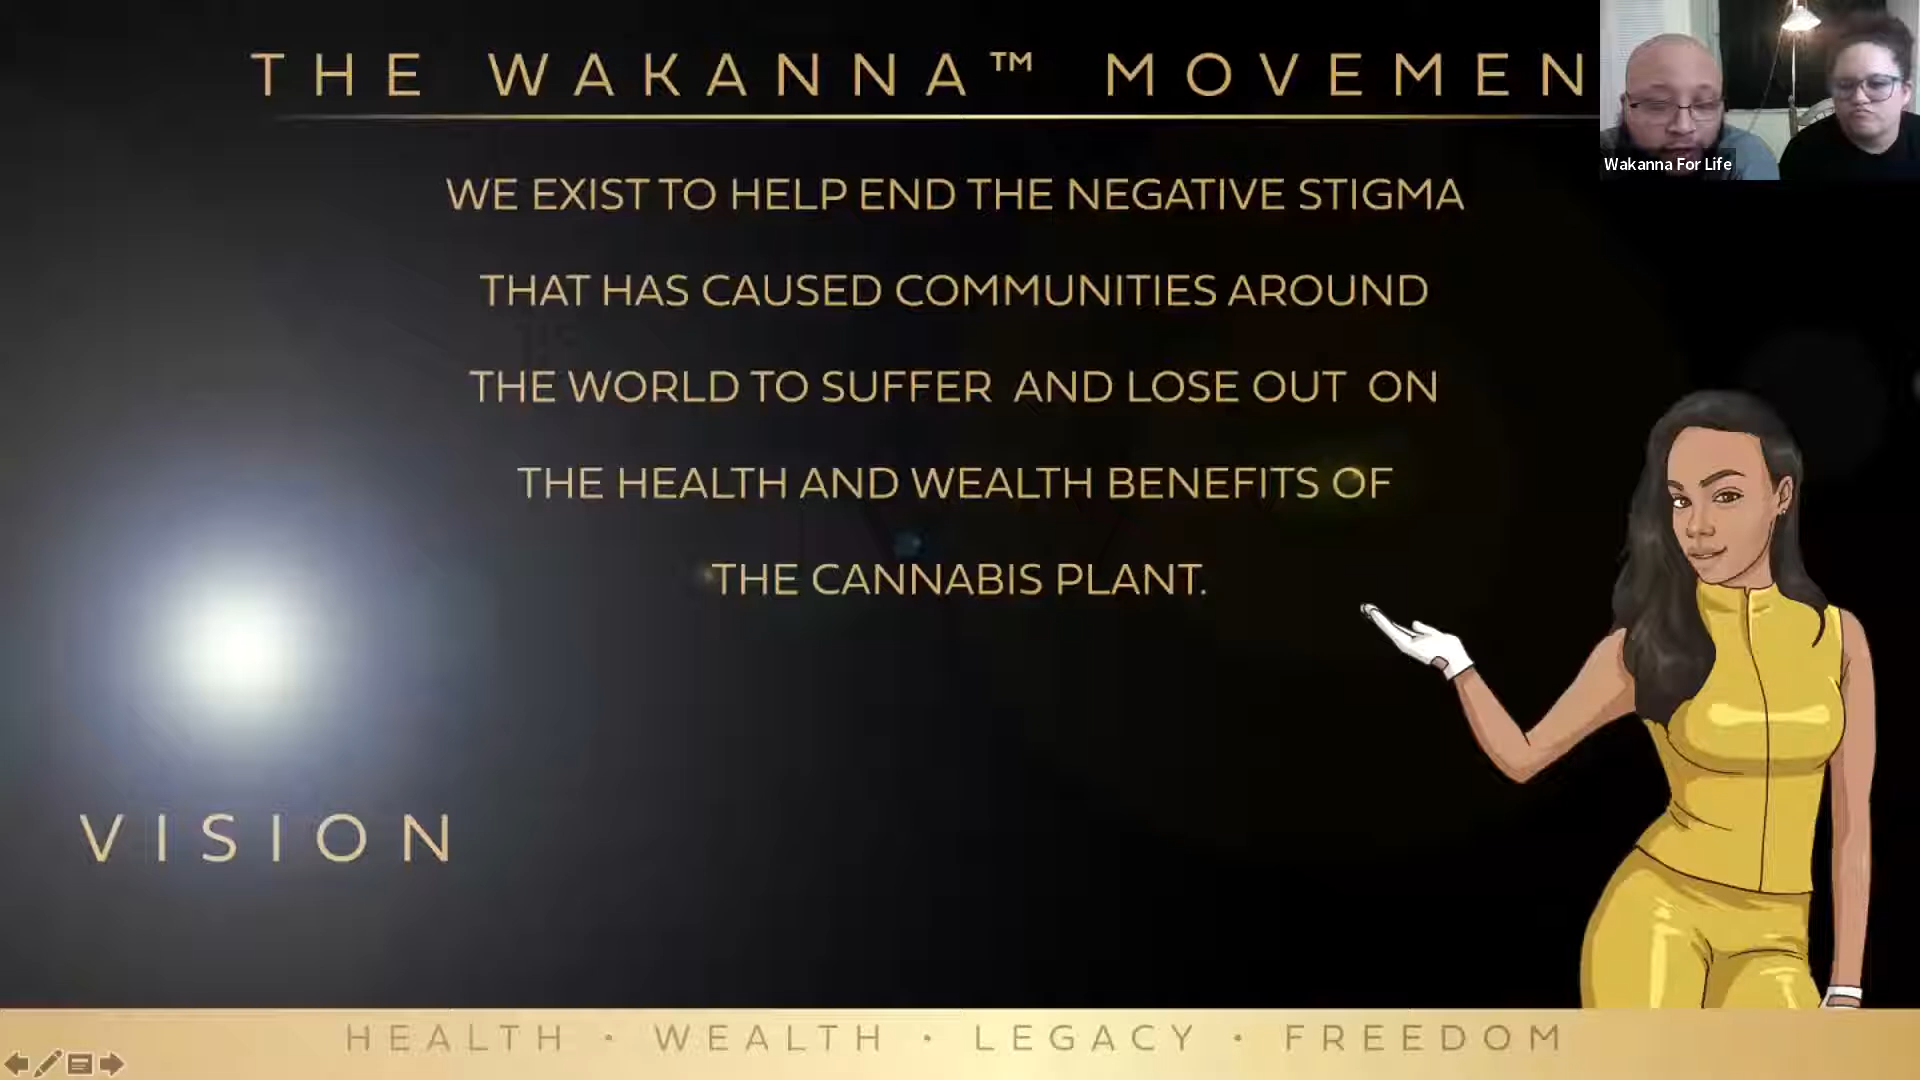 THE WAKANNA™ MOVEMEN
Wakanna For Life
WE EXIST TO HELP END THE NEGATIVE STIGMA
THAT HAS CAUSED COMMUNITIES AROUND
THE WORLD TO SUFFER AND LOSE OUT ON
THE HEALTH AND WEALTH BENEFITS OF
THE CANNABIS PLANT.
VISION
HEALTH • WEALTH • LEGACY • FREEDOM